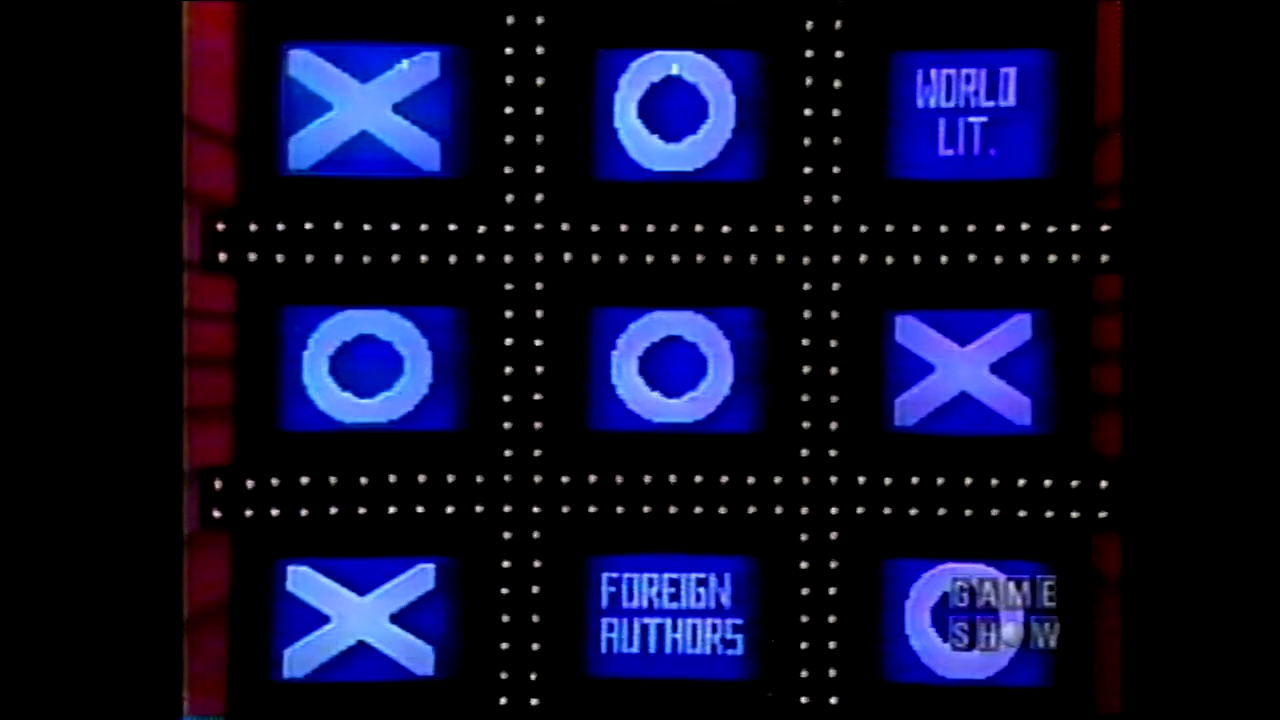 X O WORLD
LIT.
O O X
X FOREIGN
AUTHORS O
GAME
SHOW